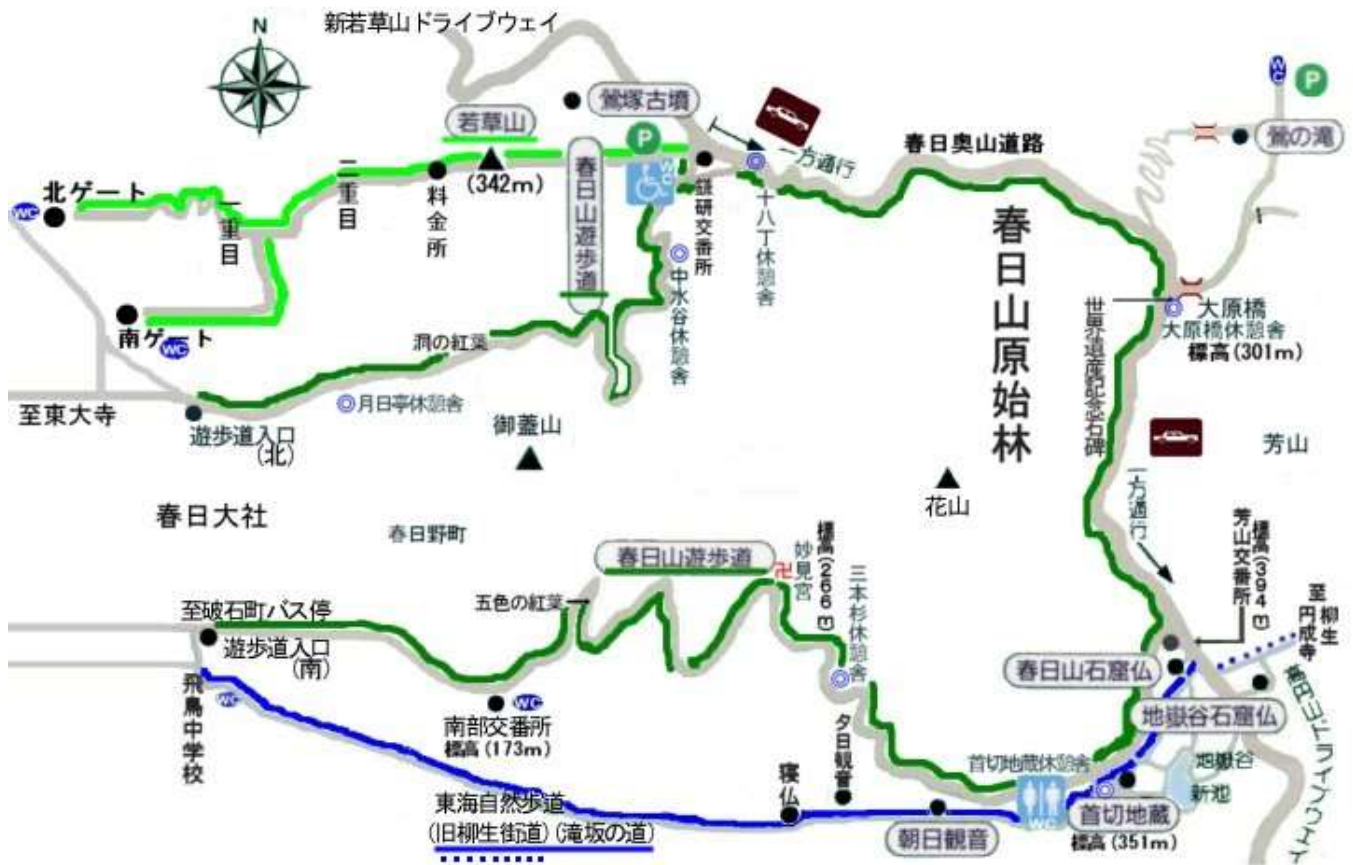 新若草山ドライブウェイ
N
鶯塚古墳
若草山
P
一方通行
春日奥山道路
WC
P
鶯の滝
北ゲート
WC
一重目
二重目
料金所
(342m)
春日山遊歩道
WC
鎹研交番所
十八丁休憩舎
中水谷休憩舎
春日山原始林
南ゲート
WC
洞の紅葉
世界遺産記念石碑
大原橋
大原橋休憩舎
標高(301m)
至東大寺
遊歩道入口
(北)
月日亭休憩舎
御蓋山
花山
芳山
春日大社
春日野町
一方通行
芳山交番所
標高(394m)
至柳生
円成寺
春日山遊歩道
妙見宮
標高(266m)
三本杉休憩舎
五色の紅葉
至破石町バス停
遊歩道入口
(南)
飛鳥中学校
WC
南部交番所
WC
標高(173m)
春日山石窟仏
地嶽谷石窟仏
地嶽谷
新池
夕日観音
首切地蔵休憩舎
WC
首切地蔵
標高(351m)
寝仏
朝日観音
東海自然歩道
(旧柳生街道)(滝坂の道)